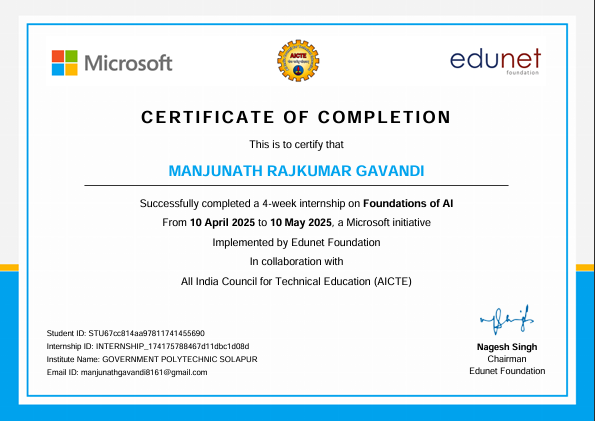 Microsoft
AICTE
edunet
foundation
CERTIFICATE OF COMPLETION
This is to certify that
MANJUNATH RAJKUMAR GAVANDI
Successfully completed a 4-week internship on Foundations of AI
From 10 April 2025 to 10 May 2025, a Microsoft initiative
Implemented by Edunet Foundation
In collaboration with
All India Council for Technical Education (AICTE)
Student ID: STU67cc814aa97811741455690
Internship ID: INTERNSHIP_174175788467d11dbc1d08d
Institute Name: GOVERNMENT POLYTECHNIC SOLAPUR
Email ID: manjunathgavandi8161@gmail.com
Nagesh Singh
Chairman
Edunet Foundation